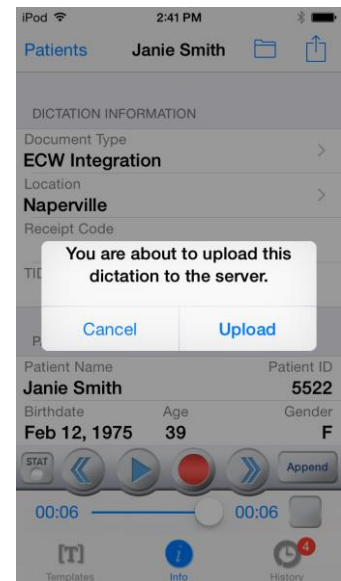 iPod 2:41 PM
Patients Janie Smith
DICTATION INFORMATION
Document Type
ECW Integration
Location
Naperville
Receipt Code
You are about to upload this
dictation to the server.
TID
Cancel Upload
Patient Name Patient ID
Janie Smith 5522
Birthdate Age Gender
Feb 12, 1975 39 F
STAT Append
00:06 00:06
[T] i 4
Templates Info History